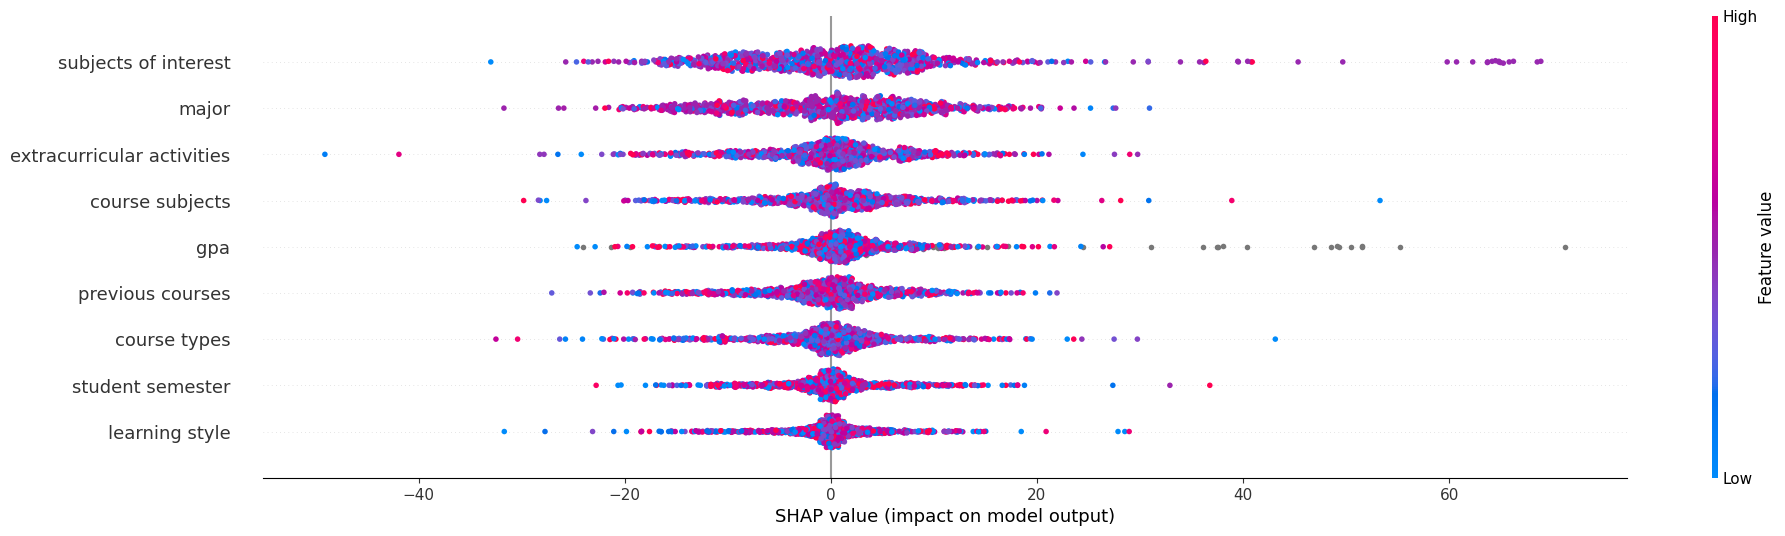 High
subjects of interest
major
extracurricular activities
course subjects
gpa
previous courses
course types
student semester
learning style
Feature value
Low
−40 −20 0 20 40 60
SHAP value (impact on model output)